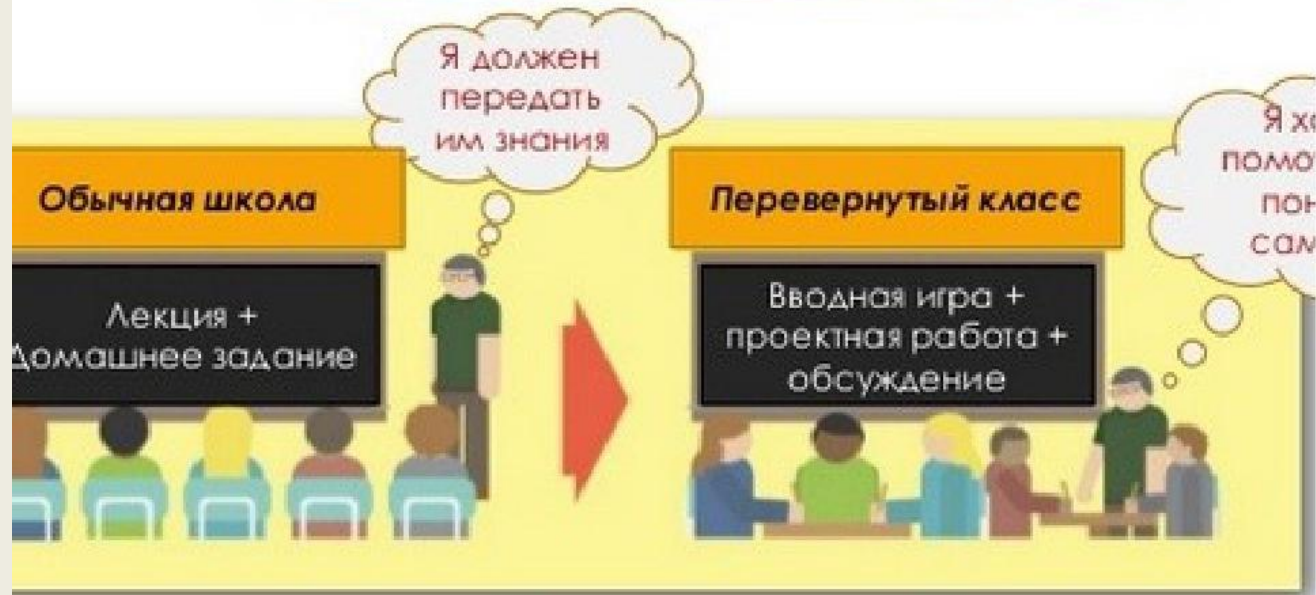 Я должен
передать
им знания
Обычная школа
Лекция +
Домашнее задание
Перевернутый класс
Вводная игра +
проектная работа +
обсуждение
Я